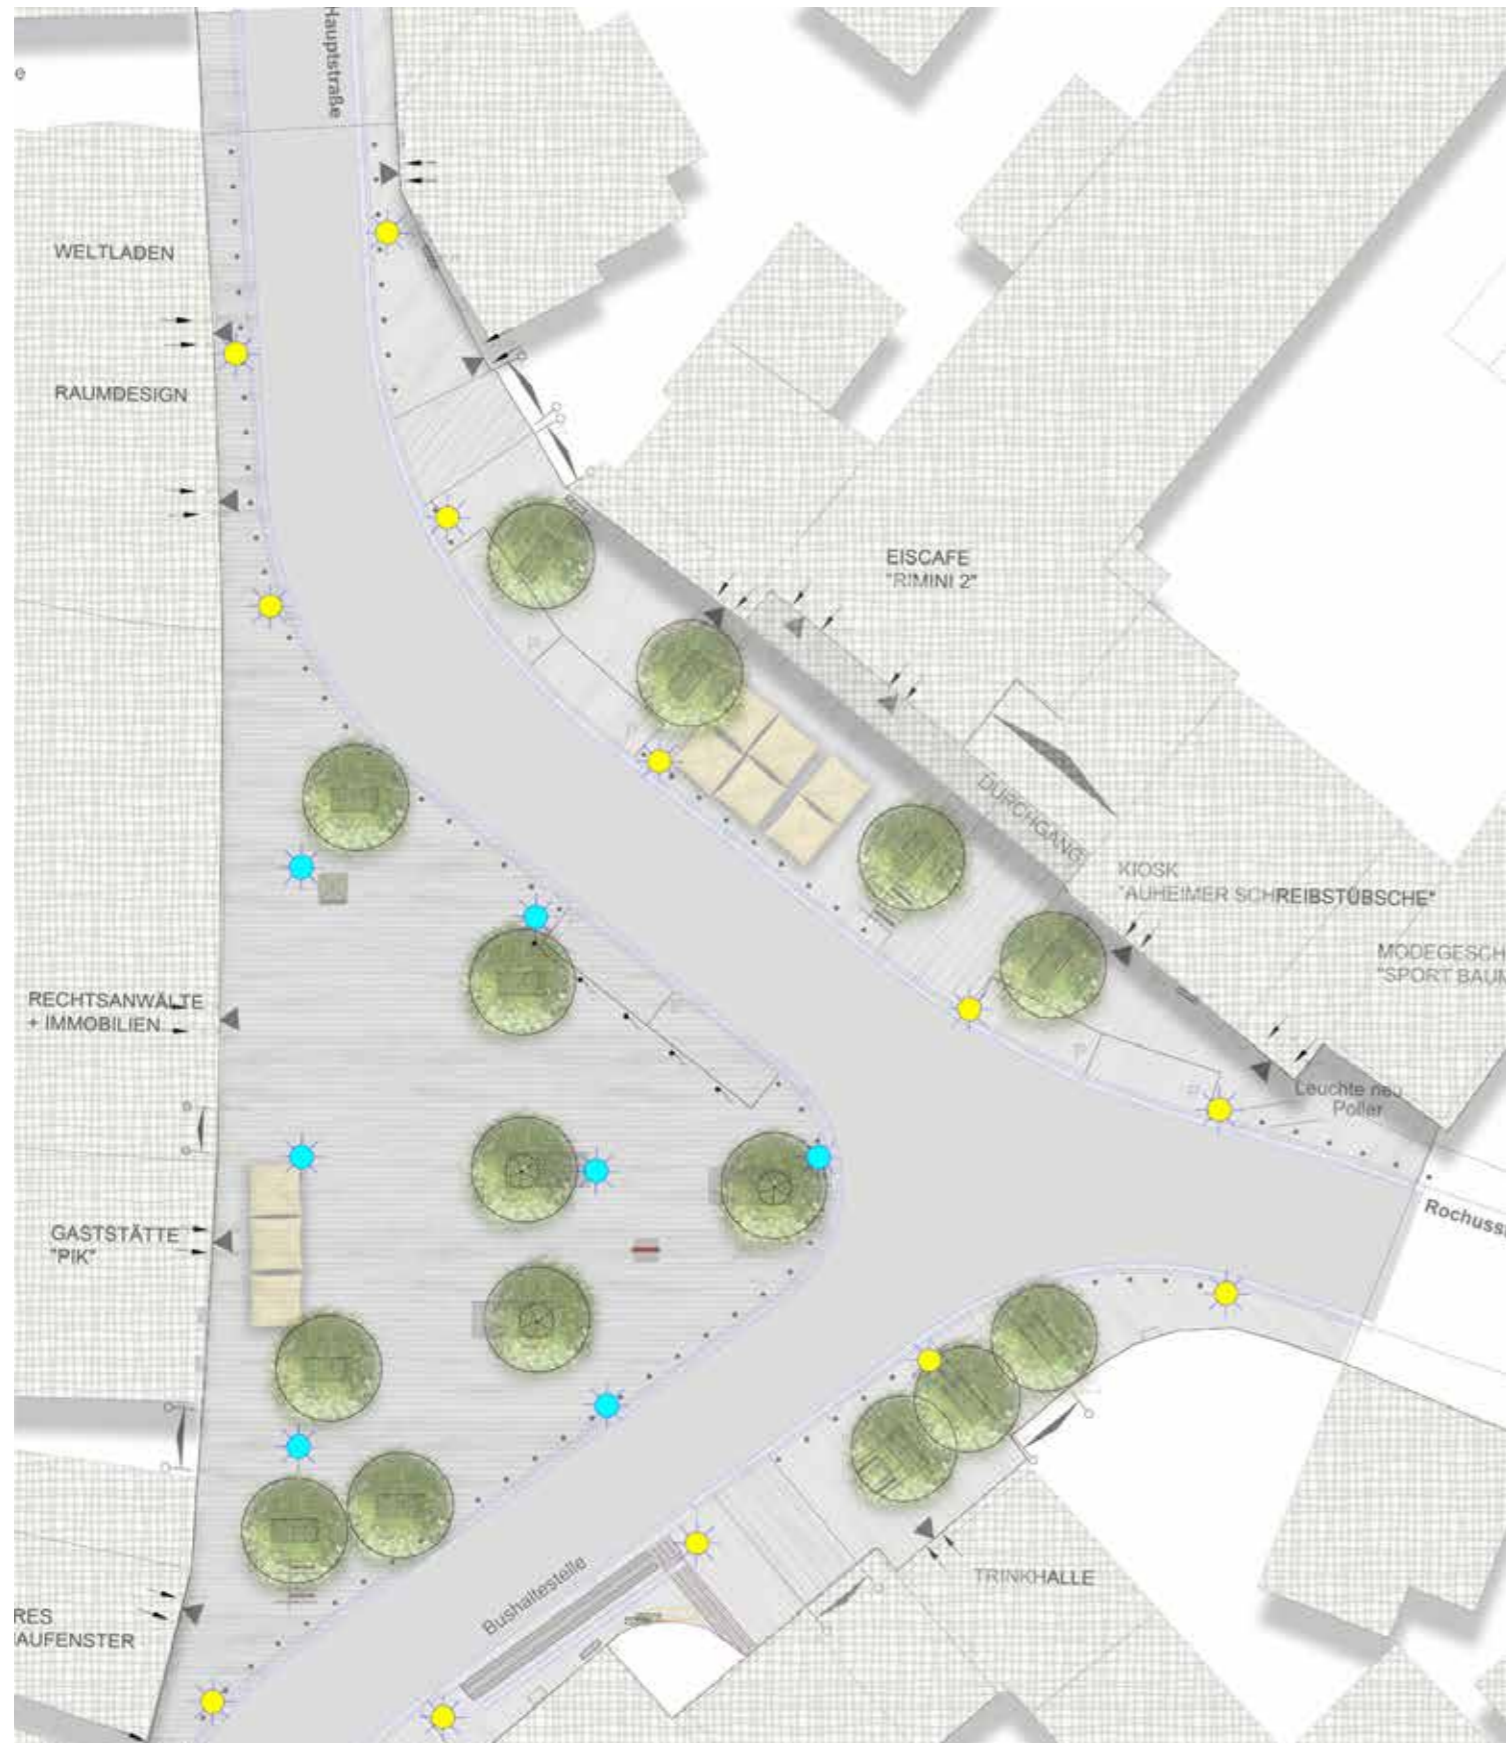 Hauptstraße
e
WELTLADEN
RAUMDESIGN
EISCAFE
"RIMINI 2"
DURCHGANG
KIOSK
"AUHEIMER SCHREIBSTÜBSCHE"
MODEGESCH
"SPORT BAUM
RECHTSANWÄLTE
+ IMMOBILIEN
Leuchte neu
Poller
Rochusst
GASTSTÄTTE
"PIK"
Bushaltestelle
TRINKHALLE
RES
AUFENSTER